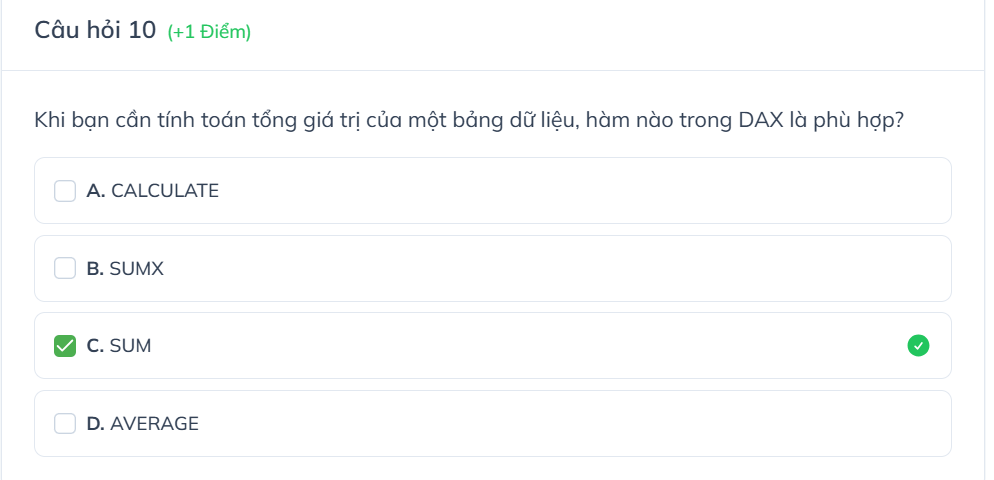 Câu hỏi 10 (+1 Điểm)
Khi bạn cần tính toán tổng giá trị của một bảng dữ liệu, hàm nào trong DAX là phù hợp?
A. CALCULATE
B. SUMX
C. SUM
D. AVERAGE